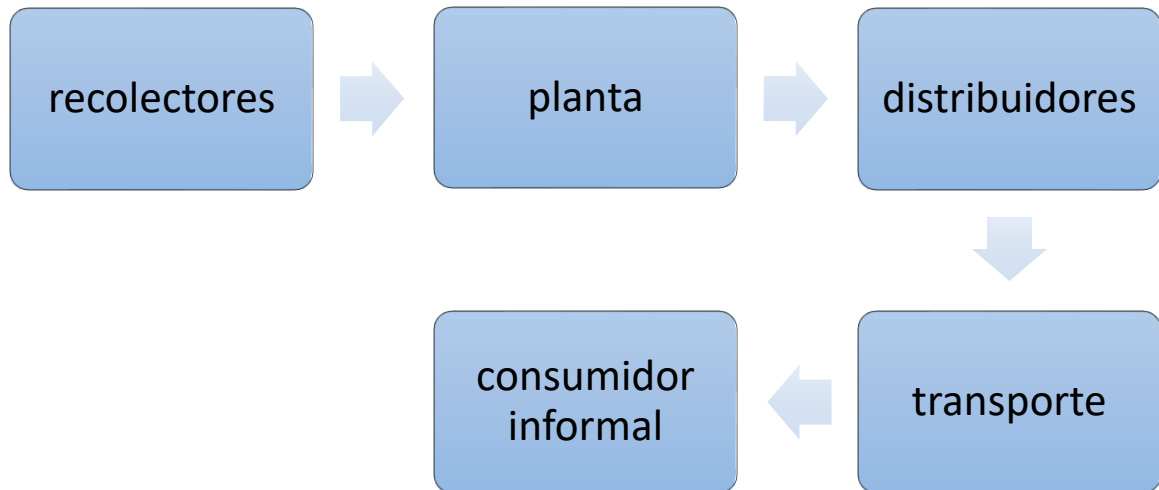 recolectores
planta
distribuidores
transporte
consumidor
informal